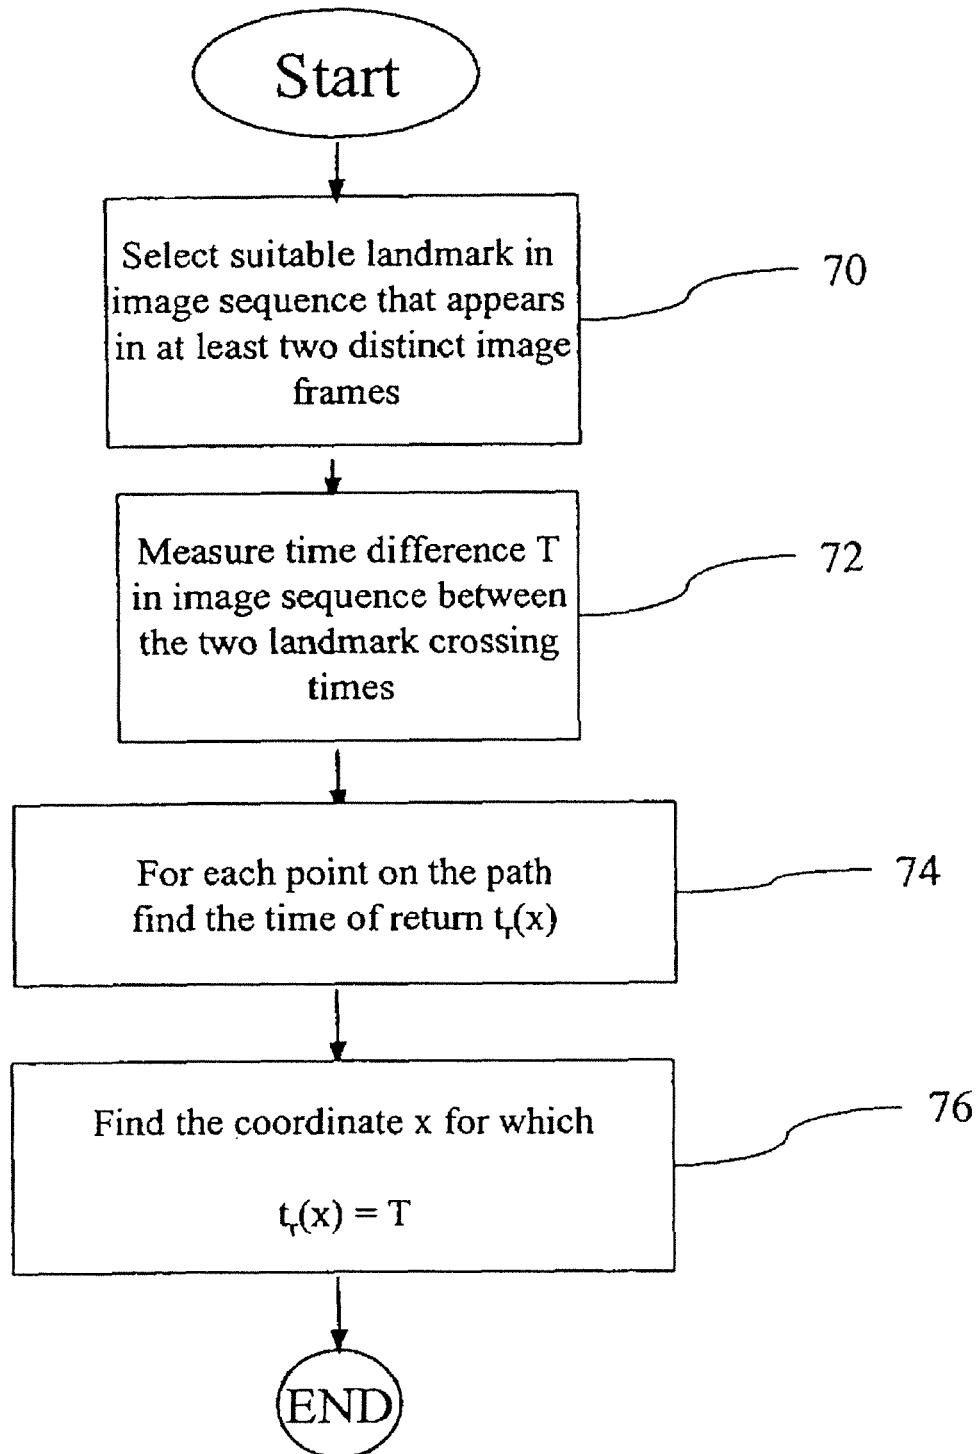 Start
Select suitable landmark in
image sequence that appears
in at least two distinct image
frames
70
Measure time difference T
in image sequence between
the two landmark crossing
times
72
For each point on the path
find the time of return tᵣ(x)
74
Find the coordinate x for which
tᵣ(x) = T
76
END